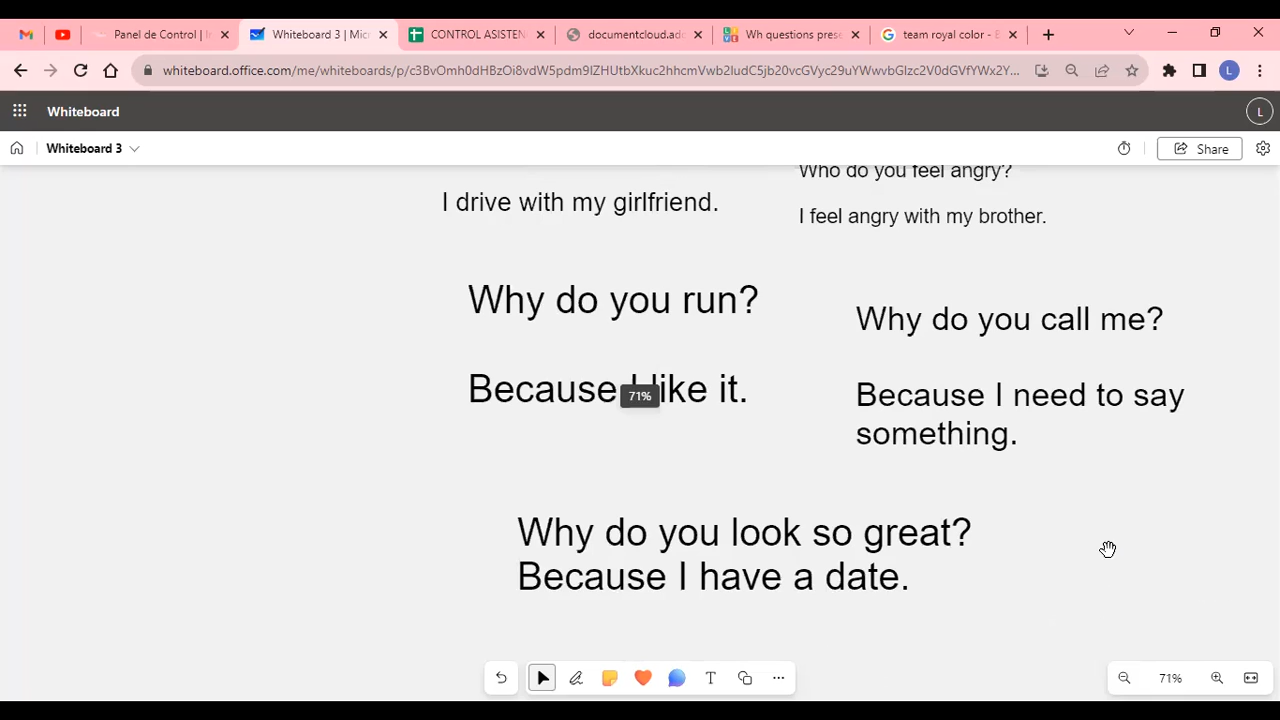 Panel de Control | I
Whiteboard 3 | Mic
CONTROL ASISTEN
documentcloud.ad
Wh questions pres
team royal color - B
whiteboard.office.com/me/whiteboards/p/
L
Whiteboard
L
Whiteboard 3
Share
Who do you feel angry?
I drive with my girlfriend.
I feel angry with my brother.
Why do you run?
Why do you call me?
Because I like it.
71%
Because I need to say
something.
Why do you look so great?
Because I have a date.
T
71%